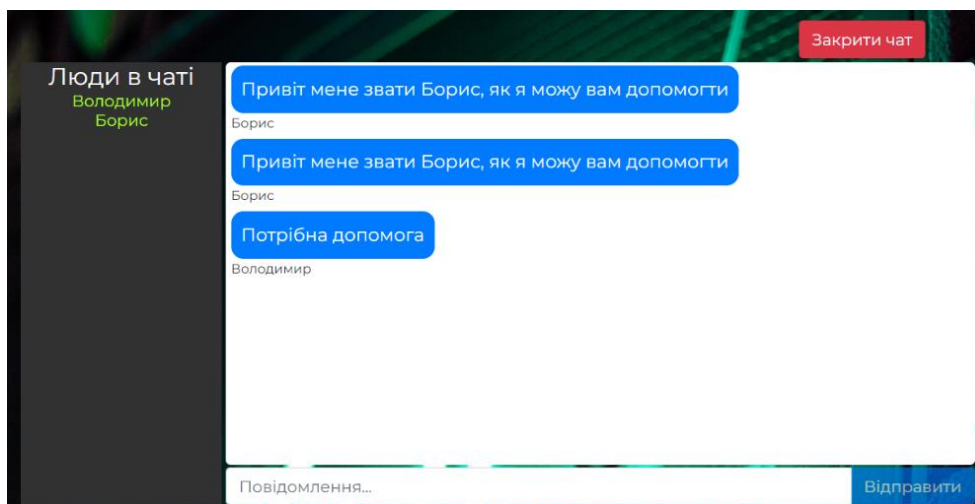 Закрити чат
Люди в чаті
Володимир
Борис
Привіт мене звати Борис, як я можу вам допомогти
Борис
Привіт мене звати Борис, як я можу вам допомогти
Борис
Потрібна допомога
Володимир
Повідомлення...
Відправити